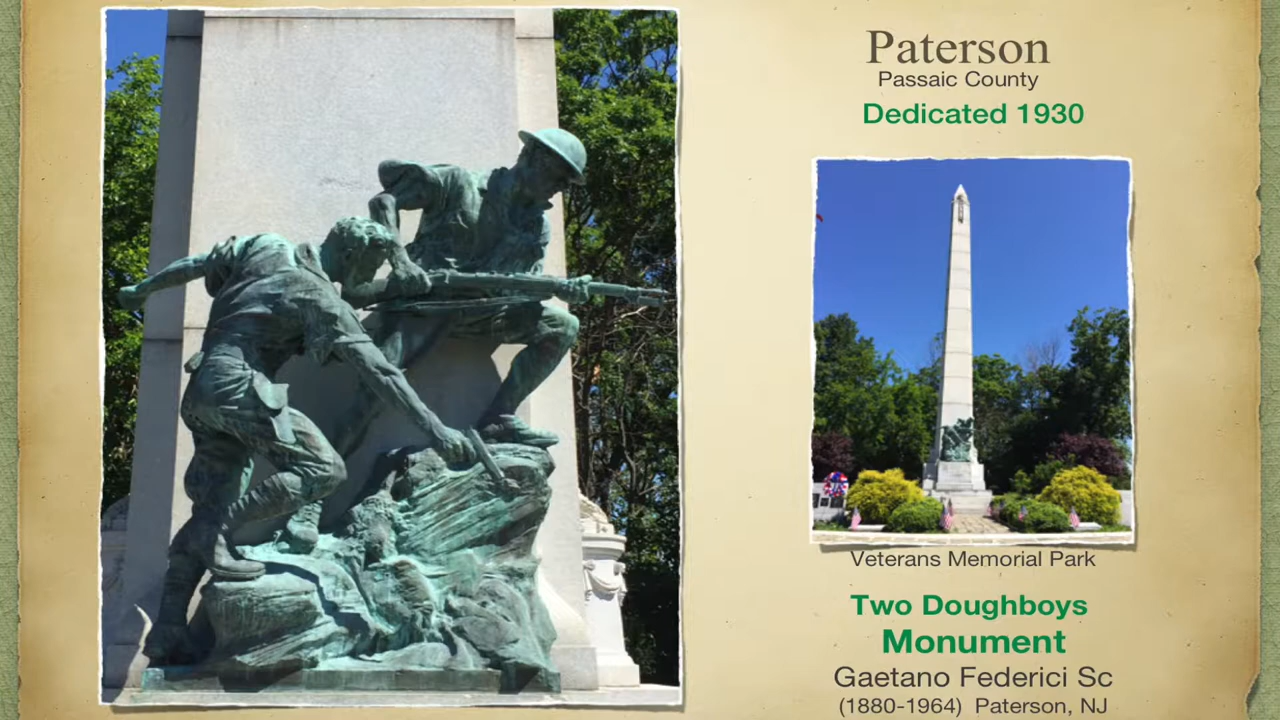 Paterson
Passaic County
Dedicated 1930
Veterans Memorial Park
Two Doughboys
Monument
Gaetano Federici Sc
(1880-1964) Paterson, NJ